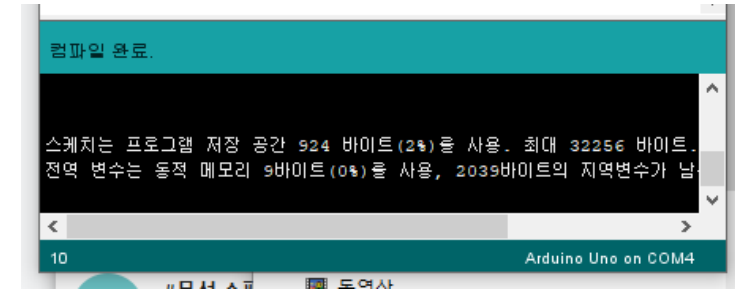 컴파일 완료.
스케치는 프로그램 저장 공간 924 바이트(2%)를 사용. 최대 32256 바이트.
전역 변수는 동적 메모리 9바이트(0%)를 사용, 2039바이트의 지역변수가
10
Arduino Uno on COM4
동영상